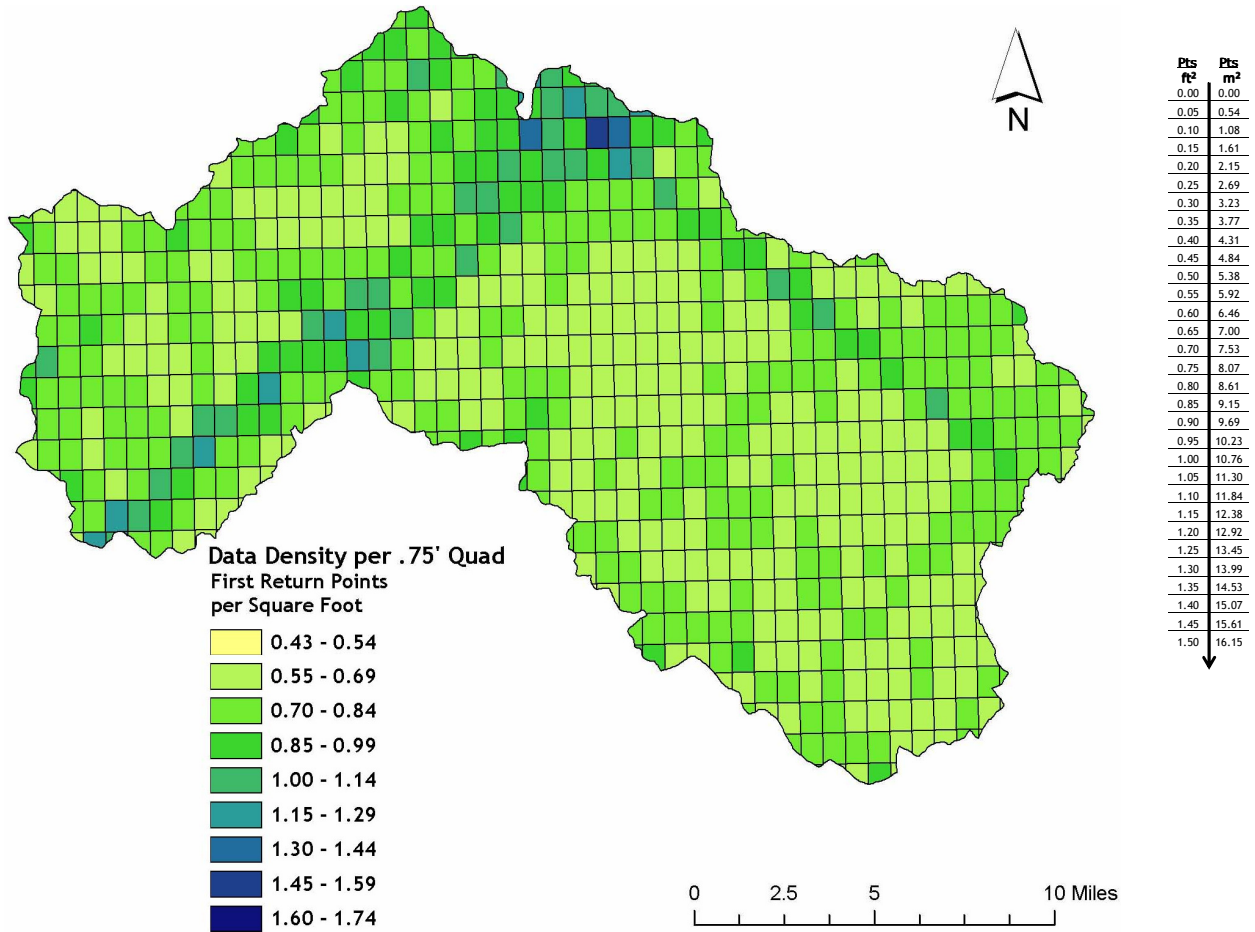 N
Pts Pts
ft² m²
0.00 0.00
0.05 0.54
0.10 1.08
0.15 1.61
0.20 2.15
0.25 2.69
0.30 3.23
0.35 3.77
0.40 4.31
0.45 4.84
0.50 5.38
0.55 5.92
0.60 6.46
0.65 7.00
0.70 7.53
0.75 8.07
0.80 8.61
0.85 9.15
0.90 9.69
0.95 10.23
1.00 10.76
1.05 11.30
1.10 11.84
1.15 12.38
1.20 12.92
1.25 13.45
1.30 13.99
1.35 14.53
1.40 15.07
1.45 15.61
1.50 16.15
Data Density per .75' Quad
First Return Points
per Square Foot
0.43 - 0.54
0.55 - 0.69
0.70 - 0.84
0.85 - 0.99
1.00 - 1.14
1.15 - 1.29
1.30 - 1.44
1.45 - 1.59
1.60 - 1.74
0 2.5 5 10 Miles